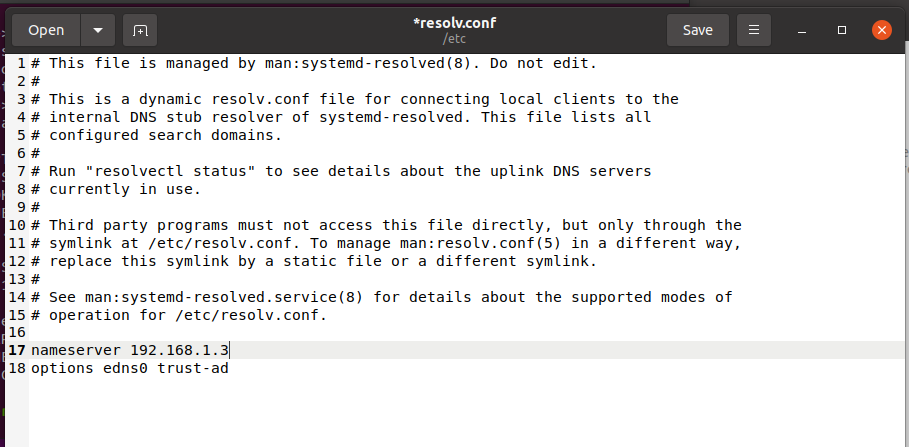 Open
*resolv.conf
/etc
Save
1 # This file is managed by man:systemd-resolved(8). Do not edit.
2 #
3 # This is a dynamic resolv.conf file for connecting local clients to the
4 # internal DNS stub resolver of systemd-resolved. This file lists all
5 # configured search domains.
6 #
7 # Run "resolvectl status" to see details about the uplink DNS servers
8 # currently in use.
9 #
10 # Third party programs must not access this file directly, but only through the
11 # symlink at /etc/resolv.conf. To manage man:resolv.conf(5) in a different way,
12 # replace this symlink by a static file or a different symlink.
13 #
14 # See man:systemd-resolved.service(8) for details about the supported modes of
15 # operation for /etc/resolv.conf.
16
17 nameserver 192.168.1.3
18 options edns0 trust-ad